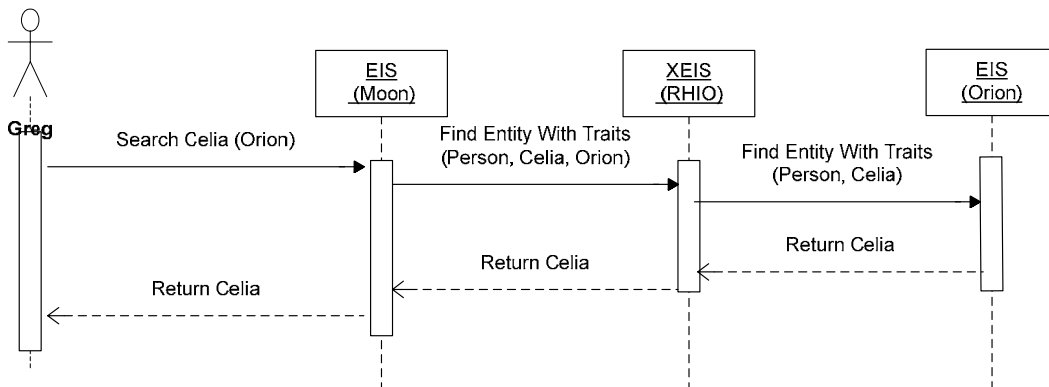 EIS
(Moon)
XEIS
(RHIO)
EIS
(Orion)
Greg
Search Celia (Orion)
Find Entity With Traits
(Person, Celia, Orion)
Find Entity With Traits
(Person, Celia)
Return Celia
Return Celia
Return Celia